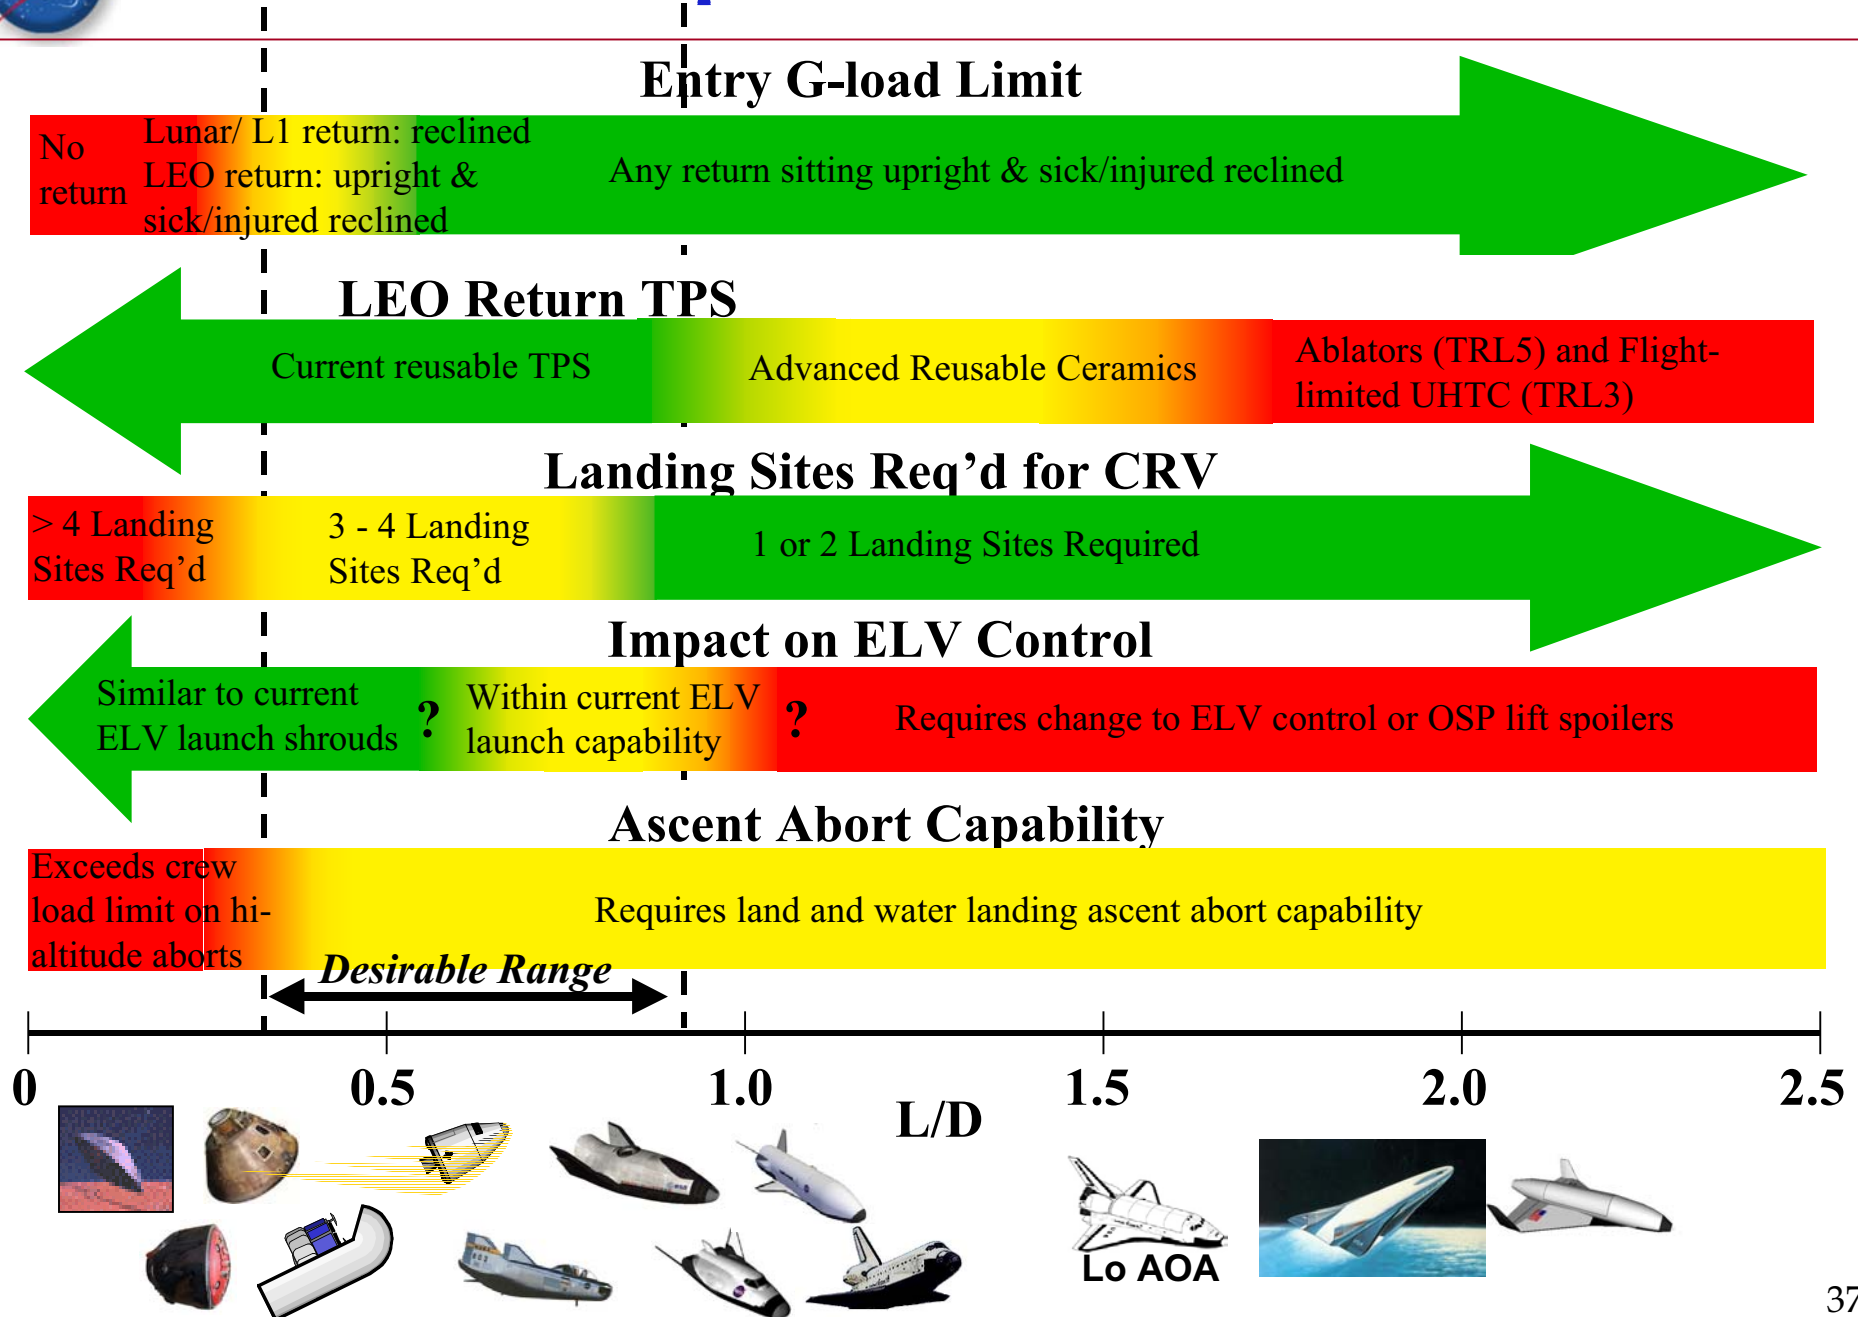 Entry G-load Limit
No
return
Lunar/ L1 return: reclined
LEO return: upright &
sick/injured reclined
Any return sitting upright & sick/injured reclined
LEO Return TPS
Current reusable TPS
Advanced Reusable Ceramics
Ablators (TRL5) and Flight-
limited UHTC (TRL3)
Landing Sites Req’d for CRV
> 4 Landing
Sites Req’d
3 - 4 Landing
Sites Req’d
1 or 2 Landing Sites Required
Impact on ELV Control
Similar to current
ELV launch shrouds
?
Within current ELV
launch capability
?
Requires change to ELV control or OSP lift spoilers
Ascent Abort Capability
Exceeds crew
load limit on hi-
altitude aborts
Requires land and water landing ascent abort capability
Desirable Range
0 0.5 1.0 1.5 2.0 2.5
L/D
Lo AOA
37